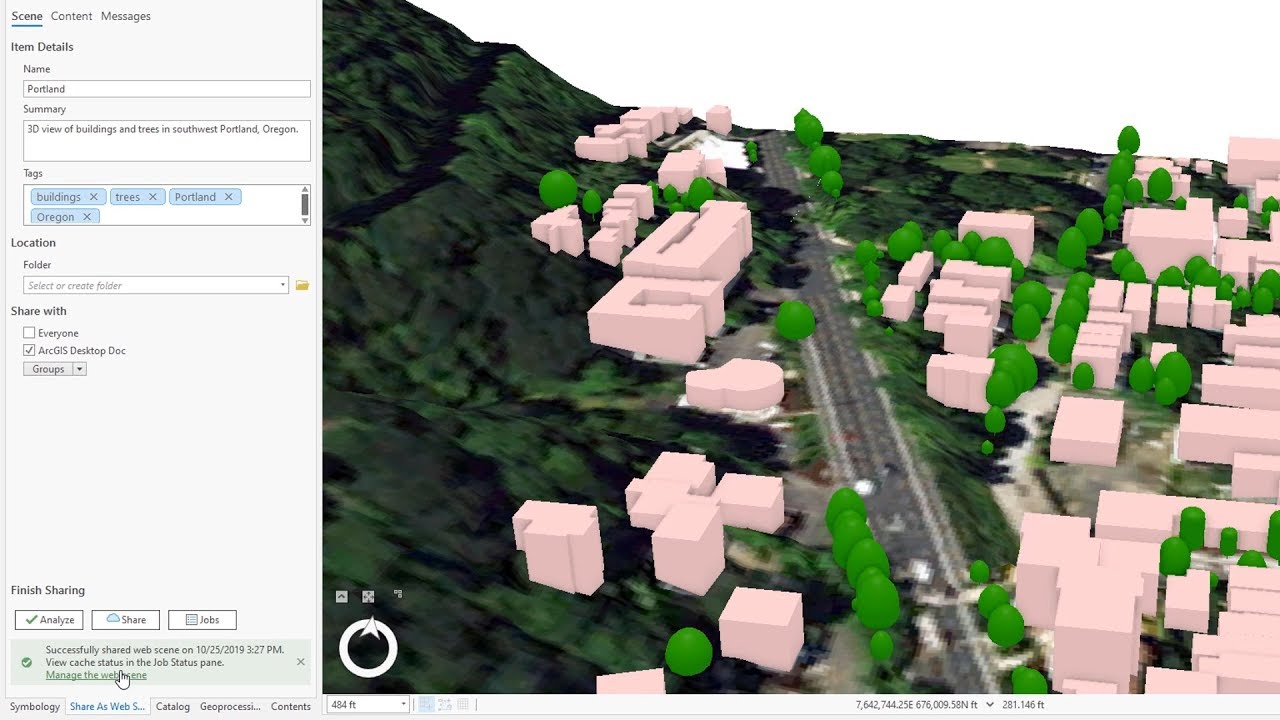 Scene Content Messages
Item Details
Name
Portland
Summary
3D view of buildings and trees in southwest Portland, Oregon.
Tags
buildings trees Portland
Oregon
Location
Folder
Select or create folder
Share with
Everyone
ArcGIS Desktop Doc
Groups
Finish Sharing
Analyze Share Jobs
Successfully shared web scene on 10/25/2019 3:27 PM.
View cache status in the Job Status pane.
Manage the web scene
Symbology Share As Web S... Catalog Geoprocessi... Contents
484 ft
7,642,744.25E 676,009.58N ft 281.146 ft